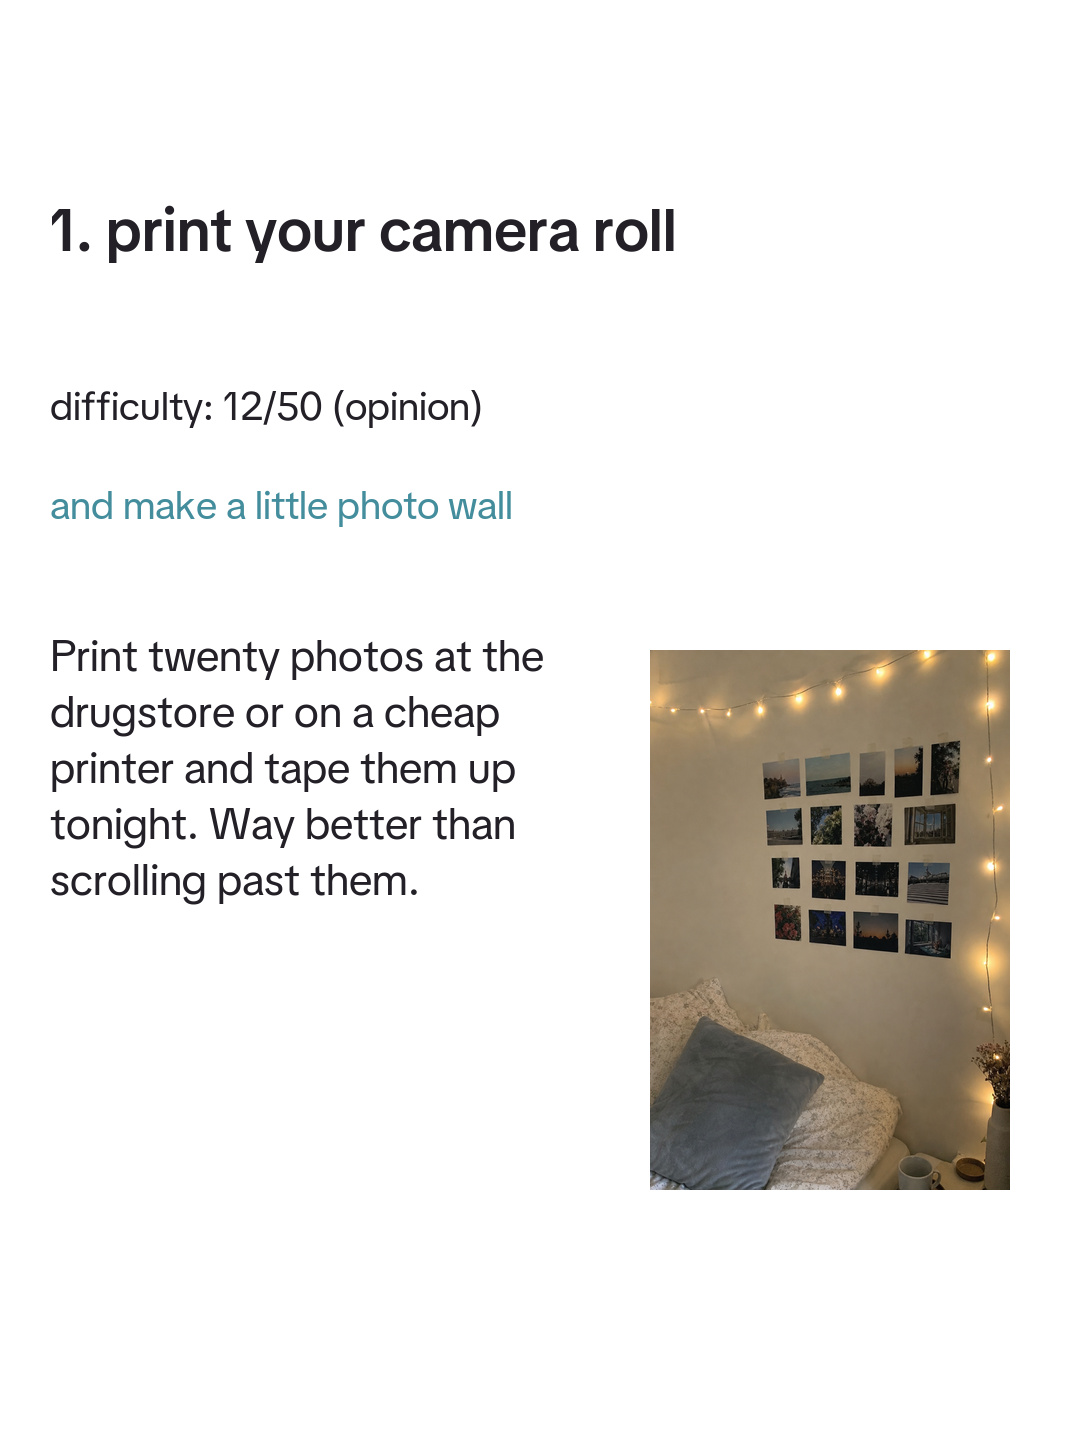 1. print your camera roll
difficulty: 12/50 (opinion)
and make a little photo wall
Print twenty photos at the
drugstore or on a cheap
printer and tape them up
tonight. Way better than
scrolling past them.